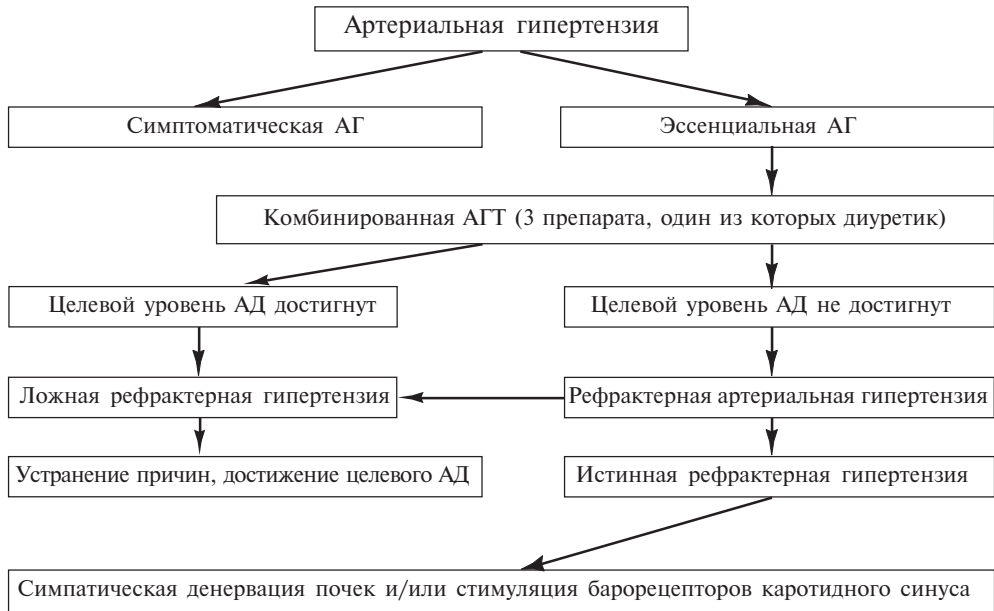 Артериальная гипертензия
Симптоматическая АГ
Эссенциальная АГ
Комбинированная АГТ (3 препарата, один из которых диуретик)
Целевой уровень АД достигнут
Целевой уровень АД не достигнут
Ложная рефрактерная гипертензия
Рефрактерная артериальная гипертензия
Устранение причин, достижение целевого АД
Истинная рефрактерная гипертензия
Симпатическая денервация почек и/или стимуляция барорецепторов каротидного синуса